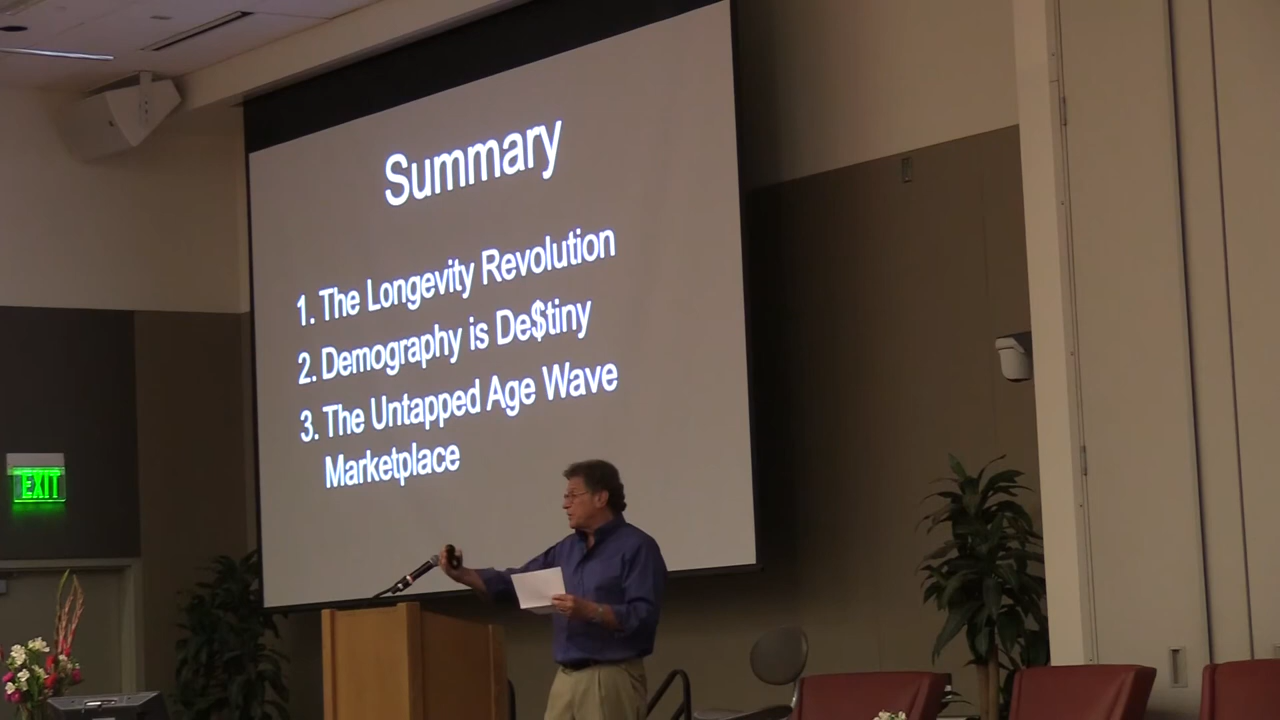 Summary
1. The Longevity Revolution
2. Demography is De$tiny
3. The Untapped Age Wave
Marketplace
EXIT